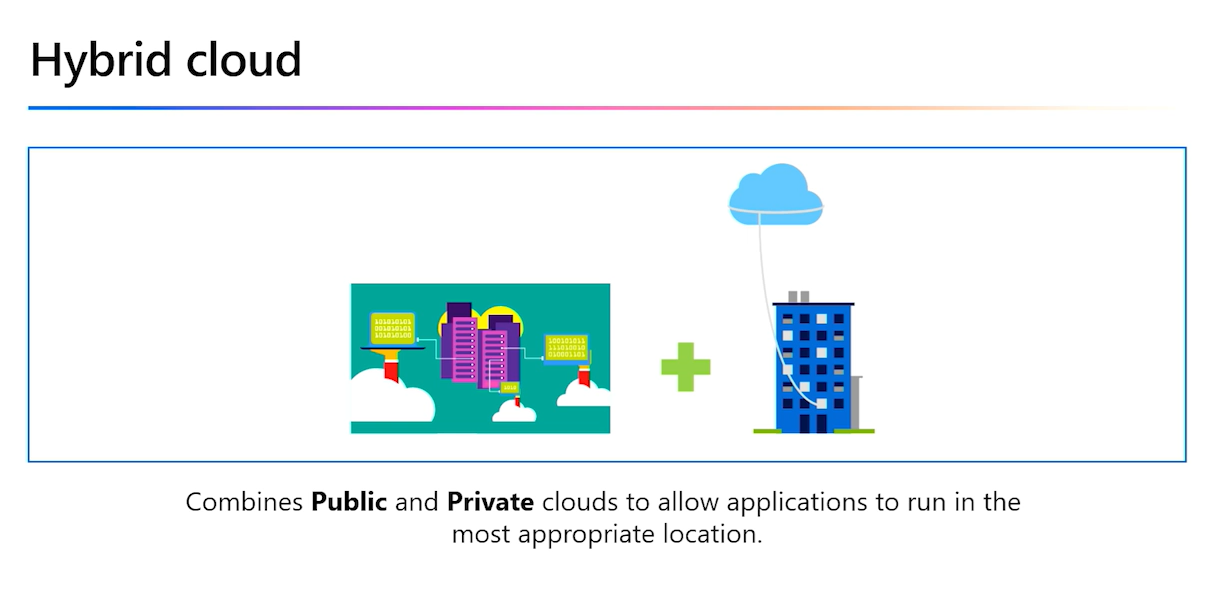 Hybrid cloud
Combines Public and Private clouds to allow applications to run in the
most appropriate location.